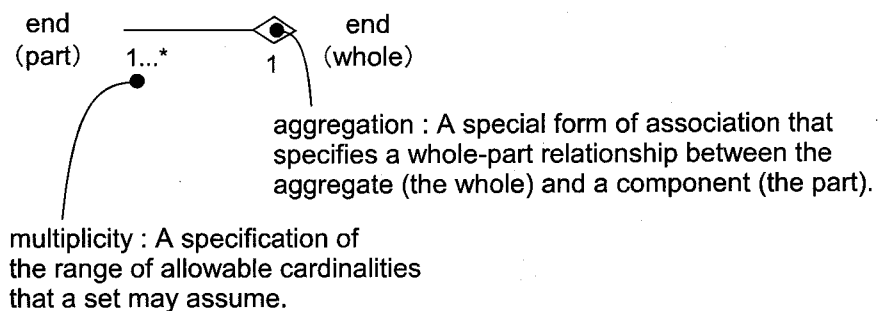 end
end
(part)
1...*
1
(whole)
aggregation : A special form of association that
specifies a whole-part relationship between the
aggregate (the whole) and a component (the part).
multiplicity : A specification of
the range of allowable cardinalities
that a set may assume.